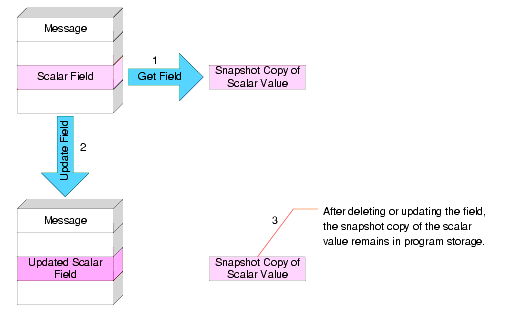 Message
1
Scalar Field
Get Field
Snapshot Copy of
Scalar Value
Update Field
2
Message
3
After deleting or updating the field,
the snapshot copy of the scalar
value remains in program storage.
Updated Scalar
Field
Snapshot Copy of
Scalar Value